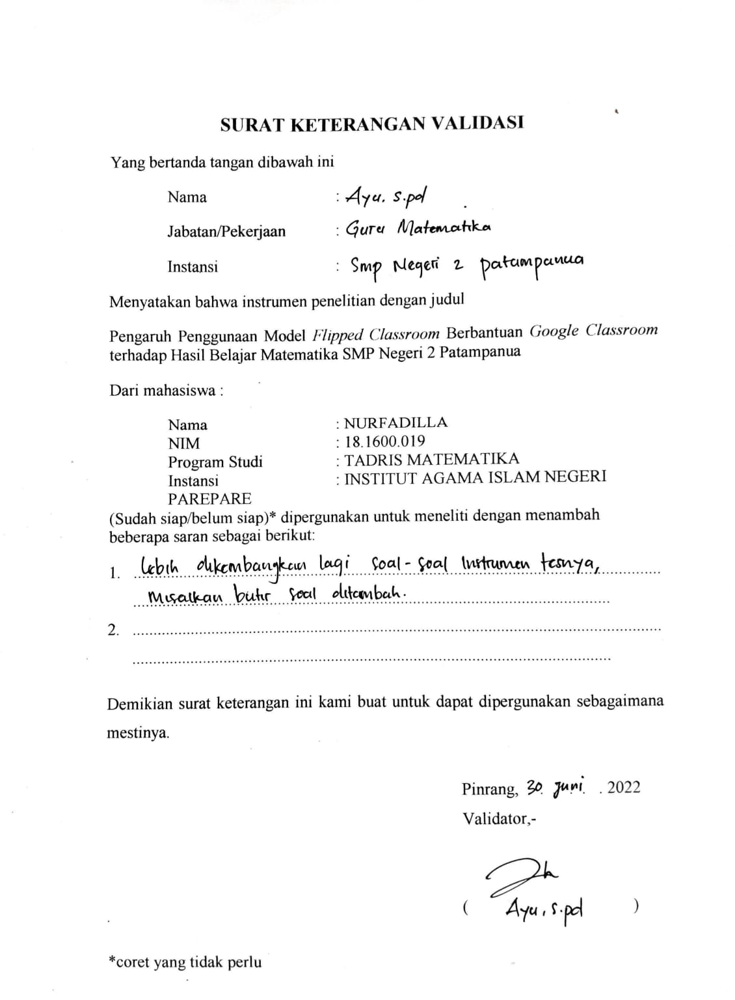 SURAT KETERANGAN VALIDASI
Yang bertanda tangan dibawah ini
Nama : Ayu. S.pd
Jabatan/Pekerjaan : Guru Matematika
Instansi : Smp Negeri 2 patampanua
Menyatakan bahwa instrumen penelitian dengan judul
Pengaruh Penggunaan Model Flipped Classroom Berbantuan Google Classroom
terhadap Hasil Belajar Matematika SMP Negeri 2 Patampanua
Dari mahasiswa :
Nama : NURFADILLA
NIM : 18.1600.019
Program Studi : TADRIS MATEMATIKA
Instansi : INSTITUT AGAMA ISLAM NEGERI
PAREPARE
(Sudah siap/belum siap)* dipergunakan untuk meneliti dengan menambah
beberapa saran sebagai berikut:
1. Lebih dikembangkan lagi soal-soal Instrumen tesnya,
Misalkan butir soal ditambah.
2.
Demikian surat keterangan ini kami buat untuk dapat dipergunakan sebagaimana
mestinya.
Pinrang, 30 Juni 2022
Validator,-
( Ayu, S.pd )
*coret yang tidak perlu